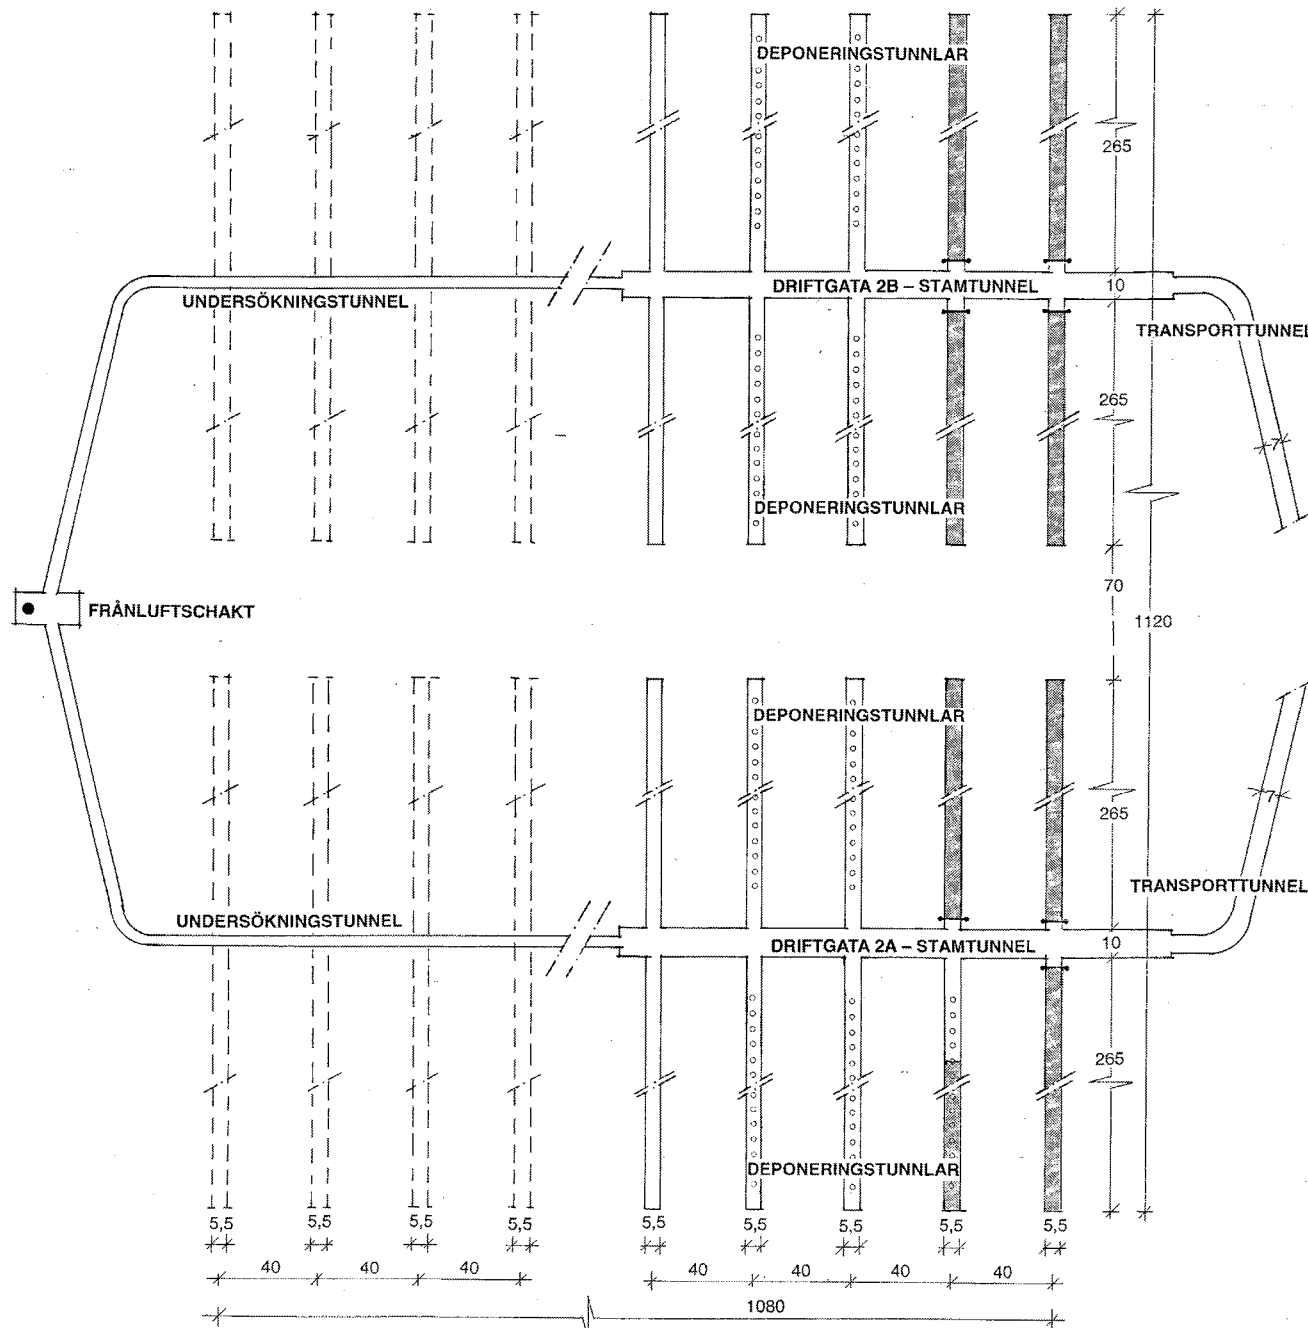 DEPONERINGSTUNNLAR
265
UNDERSÖKNINGSTUNNEL
DRIFTGATA 2B – STAMTUNNEL
10
TRANSPORTTUNNEL
265
7
DEPONERINGSTUNNLAR
70
FRÅNLUFTSCHAKT
1120
DEPONERINGSTUNNLAR
265
7
TRANSPORTTUNNEL
UNDERSÖKNINGSTUNNEL
DRIFTGATA 2A – STAMTUNNEL
10
265
DEPONERINGSTUNNLAR
5,5 5,5 5,5 5,5 5,5 5,5 5,5 5,5 5,5
40 40 40 40 40 40 40
1080